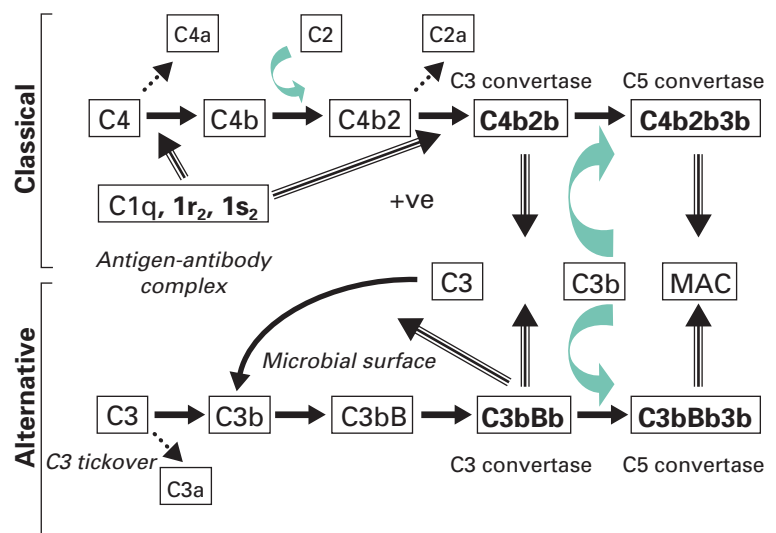 Classical
C4a
C2
C2a
C3 convertase
C5 convertase
C4
C4b
C4b2
C4b2b
C4b2b3b
C1q, 1r₂, 1s₂
+ve
Antigen-antibody
complex
Alternative
C3
C3b
MAC
Microbial surface
C3
C3b
C3bB
C3bBb
C3bBb3b
C3 tickover
C3a
C3 convertase
C5 convertase